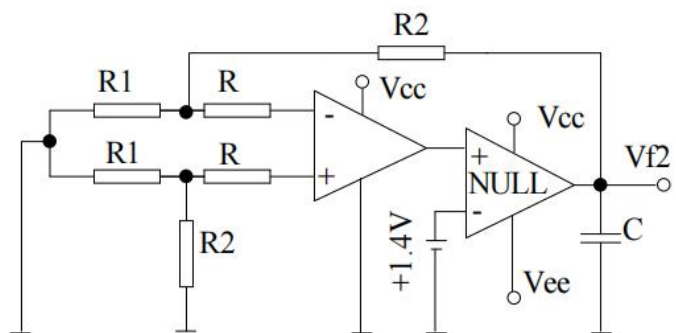 R2
R1
R
Vcc
-
Vcc
R1
R
+
+
NULL
-
Vf2
R2
+1.4V
C
Vee